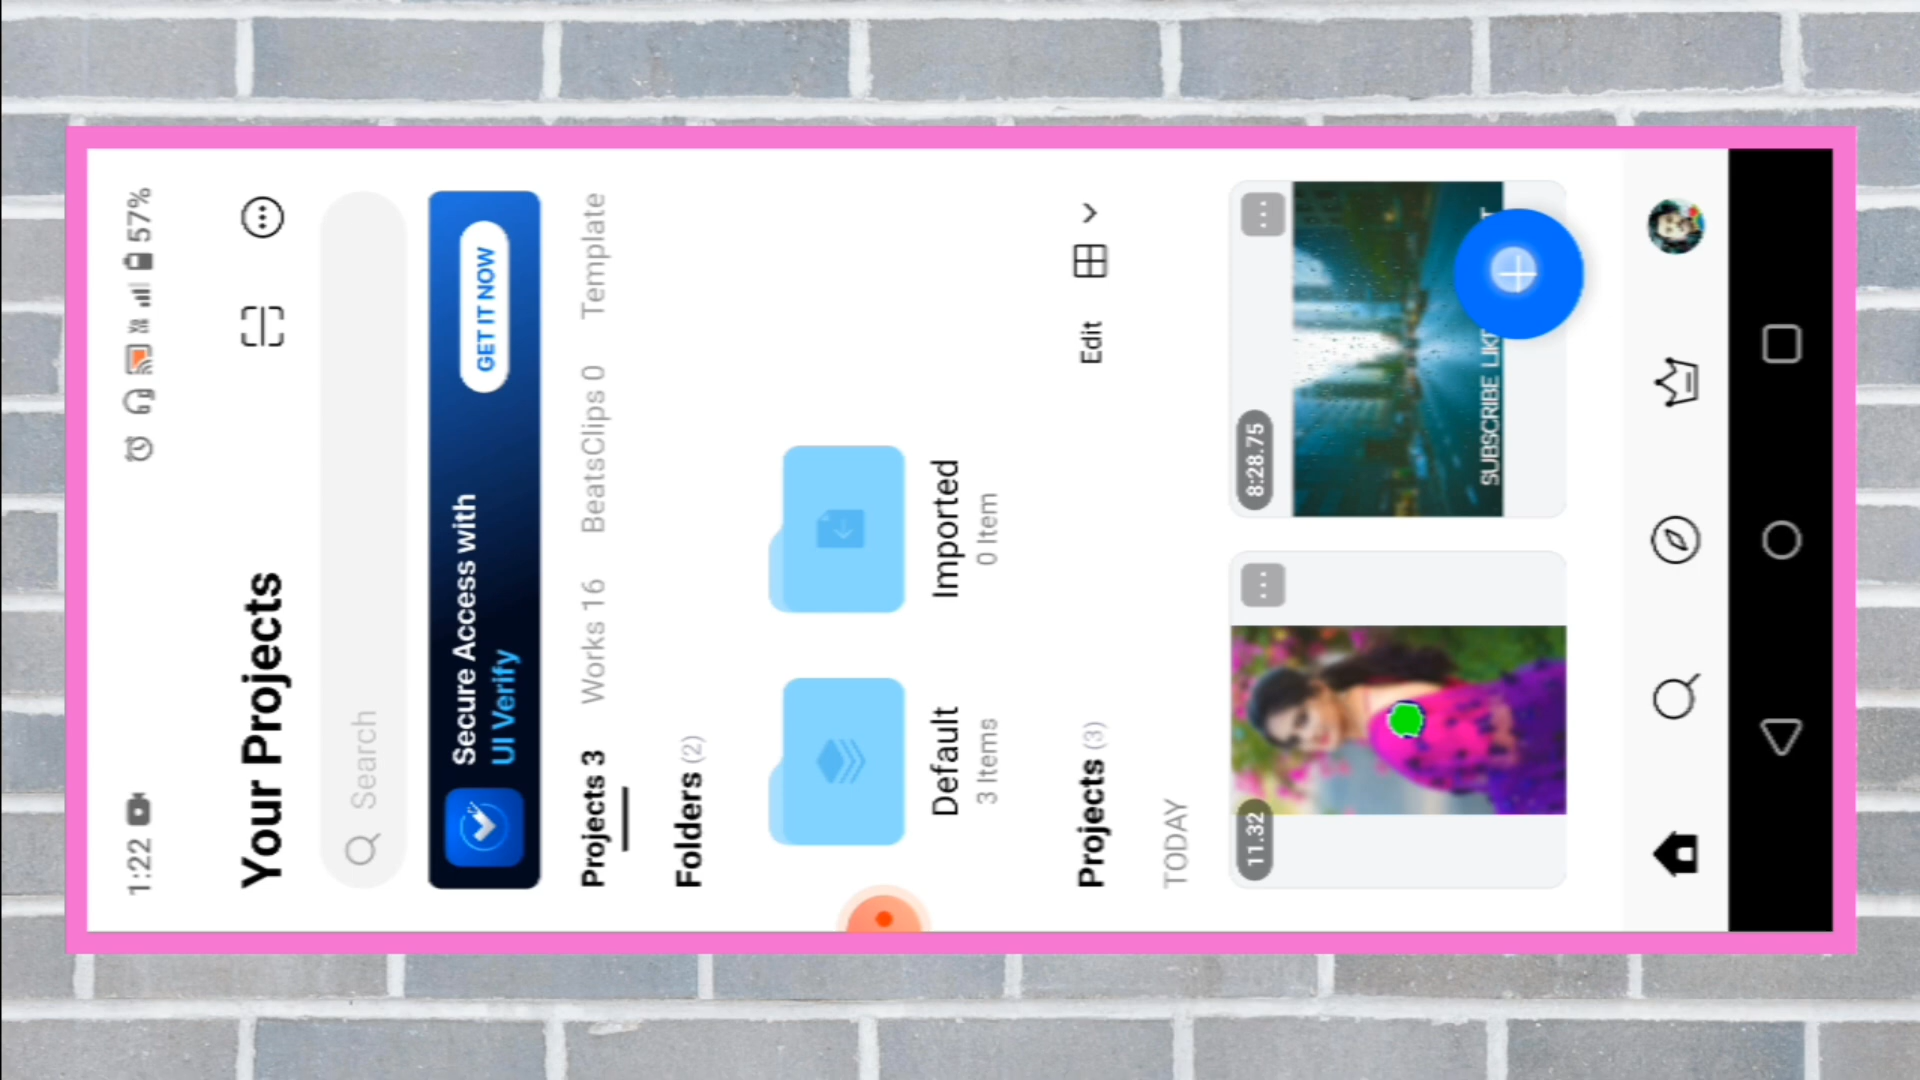 1:22 57%
Your Projects
Search
Secure Access with
UI Verify
GET IT NOW
Projects 3 Works 16 BeatsClips 0 Template
Folders (2)
Default
3 Items
Imported
0 Item
Projects (3) Edit
TODAY
11.32
8:28.75
SUBSCRIBE